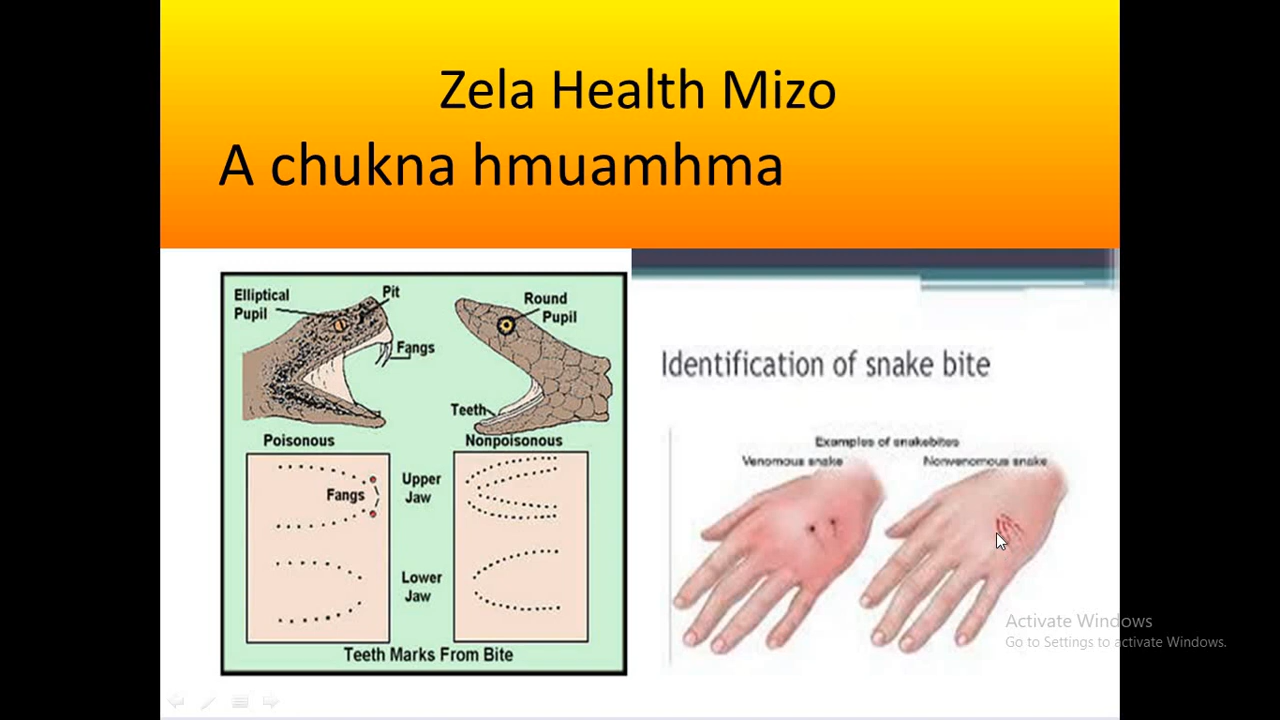 Zela Health Mizo
A chukna hmuamhma
Elliptical
Pupil
Pit
Fangs
Round
Pupil
Teeth
Poisonous
Nonpoisonous
Fangs
Upper
Jaw
Lower
Jaw
Teeth Marks From Bite
Identification of snake bite
Examples of snakebites
Venomous snake
Nonvenomous snake
Activate Windows
Go to Settings to activate Windows.